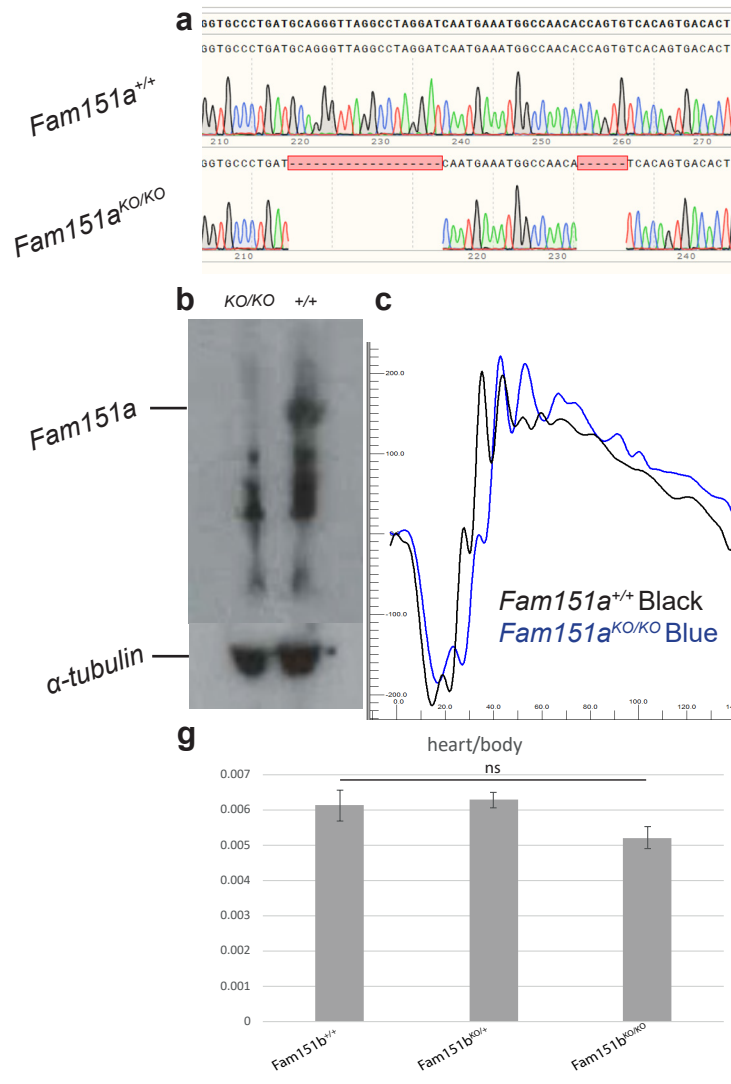 a
GGTGCCCTGATGCAGGGTTAGGCCTAGGATCAATGAAATGGCCAACACCAGTGTCACAGTGACACT
GGTGCCCTGATGCAGGGTTAGGCCTAGGATCAATGAAATGGCCAACACCAGTGTCACAGTGACACT
Fam151a+/+
210 220 230 240 250 260 270
GGTGCCCTGAT-------------------CAATGAAATGGCCAACA------TCACAGTGACACT
Fam151aKO/KO
210 220 230 240
b
KO/KO +/+
Fam151a
α-tubulin
c
200.0
100.0
0.0
-100.0
-200.0
0.0 20.0 40.0 60.0 80.0 100.0 120.0
Fam151a+/+ Black
Fam151aKO/KO Blue
g
heart/body
ns
0.007
0.006
0.005
0.004
0.003
0.002
0.001
0
Fam151b+/+
Fam151bKO/+
Fam151bKO/KO